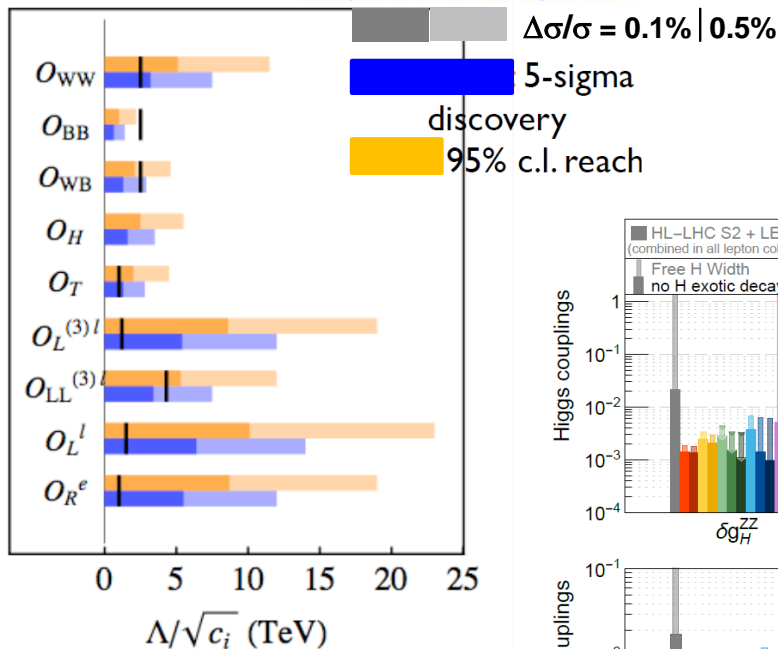 Δσ/σ = 0.1% | 0.5%
5-sigma
discovery
95% c.l. reach
O_WW
O_BB
O_WB
O_H
O_T
O_L^(3)l
O_LL^(3)l
O_L^l
O_R^e
0 5 10 15 20 25
Λ/√c_i (TeV)
HL-LHC S2 + LE
(combined in all lepton
Free H Width
no H exotic decay
Higgs couplings
1
10⁻¹
10⁻²
10⁻³
10⁻⁴
δg_H^ZZ
10⁻¹
uplings